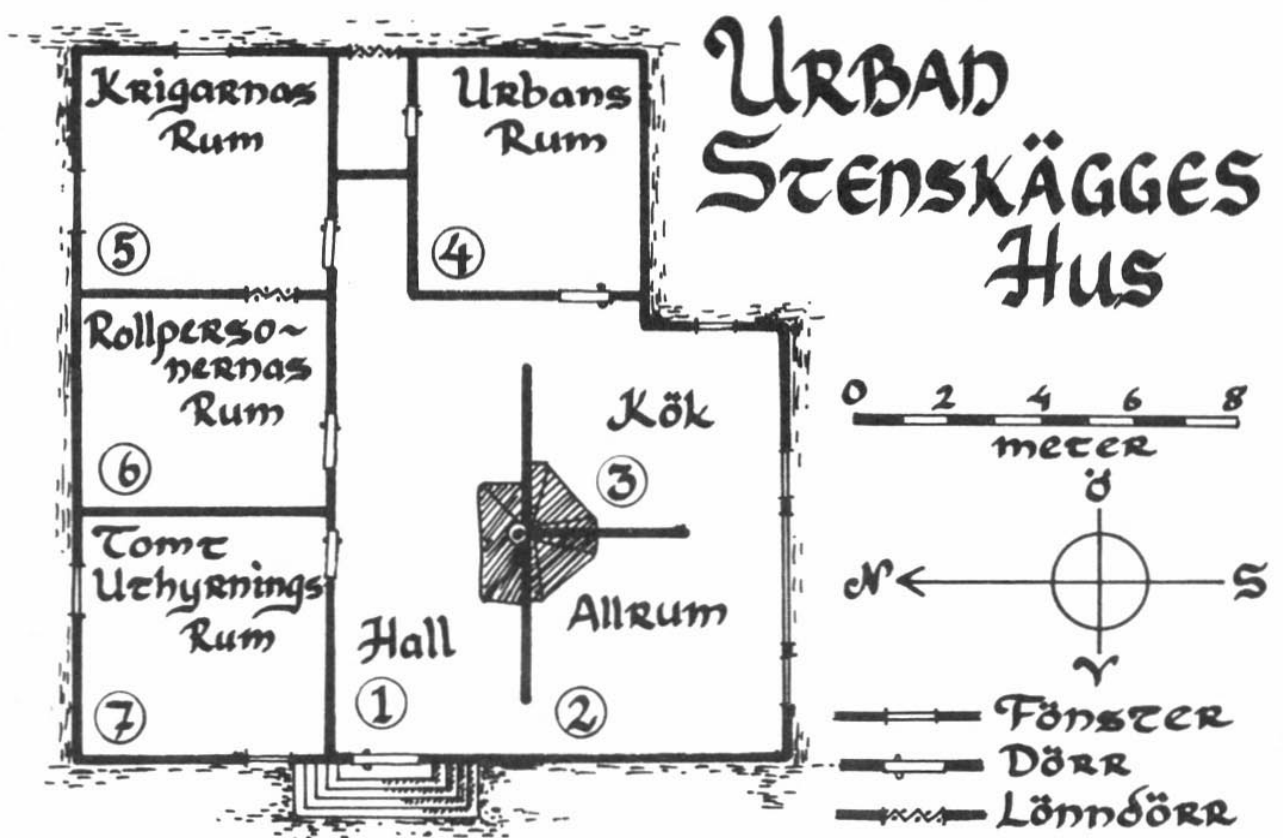 Urban
Stenskägges
Hus
Krigarnas
Rum
5
Urbans
Rum
4
Rollperso~
nernas
Rum
6
Kök
3
Tomt
Uthyrnings
Rum
7
Hall
1
Allrum
2
0 2 4 6 8
meter
Ö
N S
V
Fönster
Dörr
Lönndörr